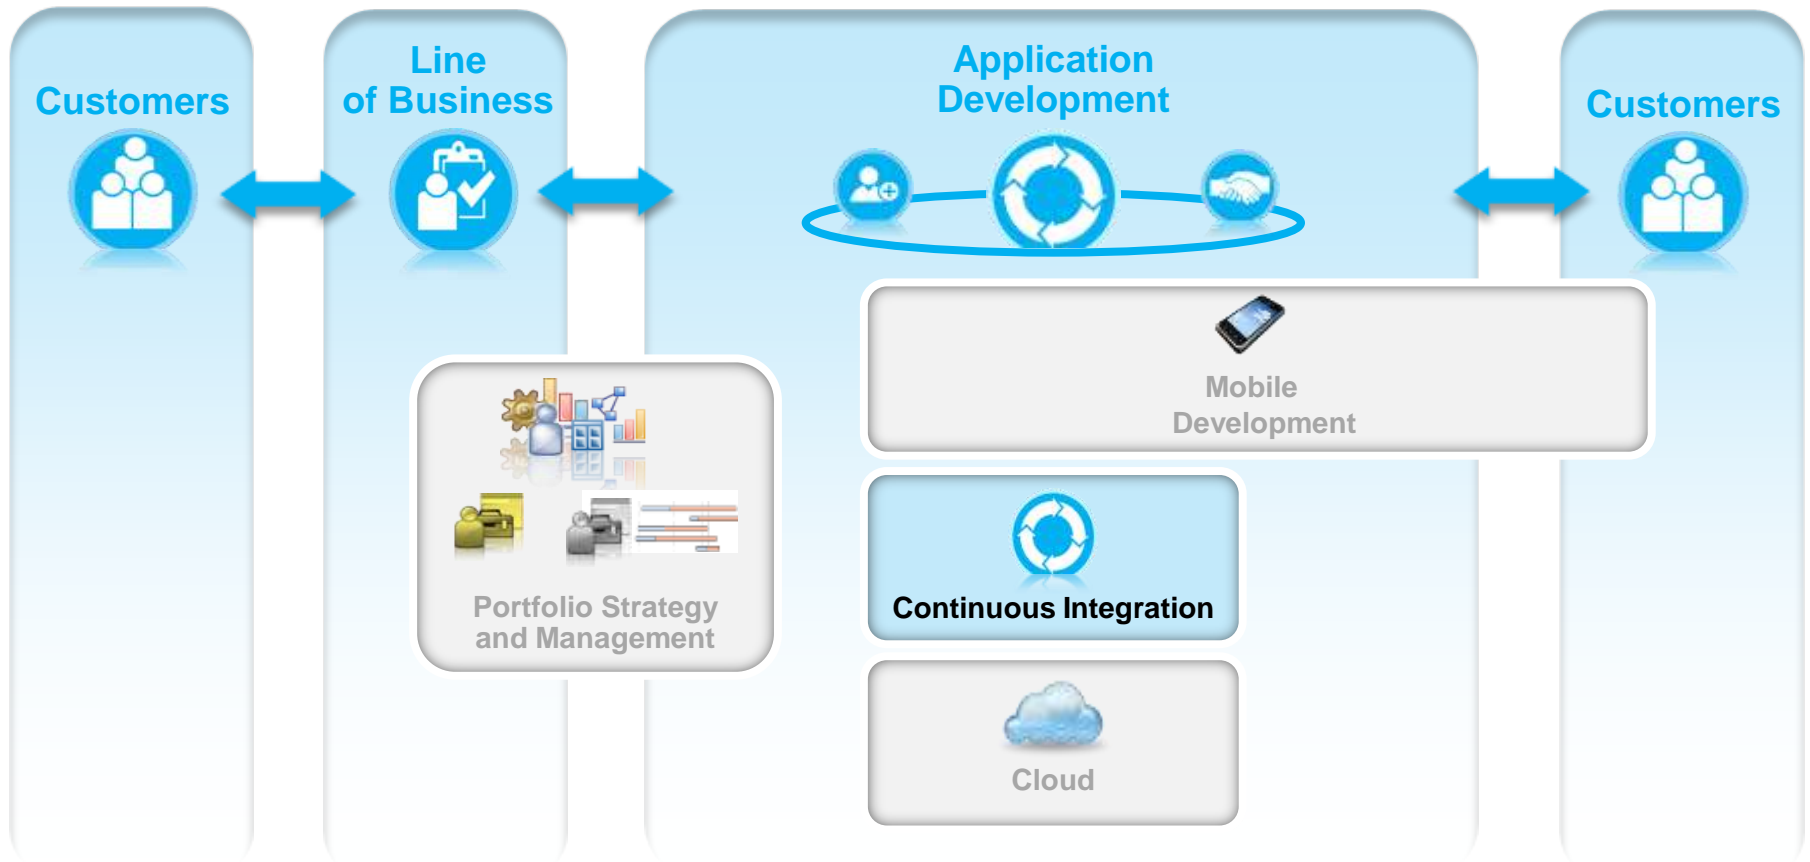 Customers
Line
of Business
Application
Development
Customers
Mobile
Development
Portfolio Strategy
and Management
Continuous Integration
Cloud